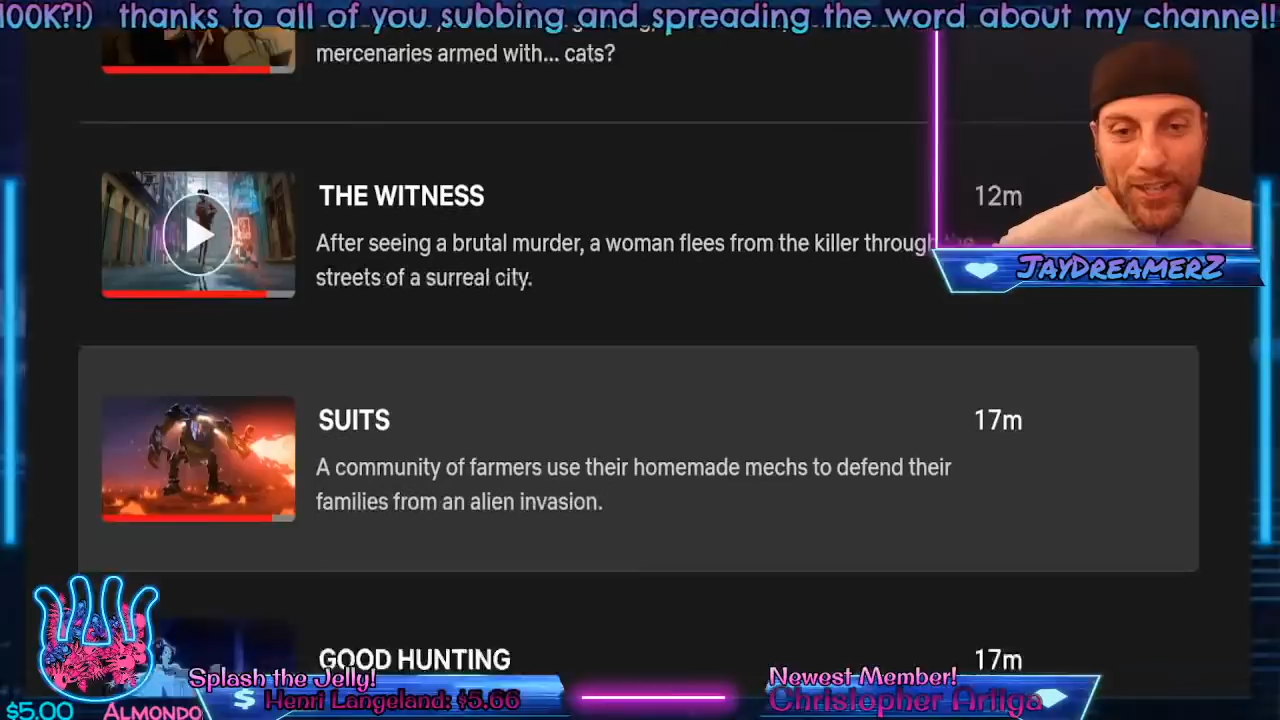 100K?!) thanks to all of you subbing and spreading the word about my channel!
mercenaries armed with... cats?
THE WITNESS
12m
After seeing a brutal murder, a woman flees from the killer through the
streets of a surreal city.
JayDreamerZ
SUITS
17m
A community of farmers use their homemade mechs to defend their
families from an alien invasion.
GOOD HUNTING
17m
Splash the Jelly!
$ Henri Langeland: $5.66
Newest Member!
Christopher Artiga
$5.00 Almondo